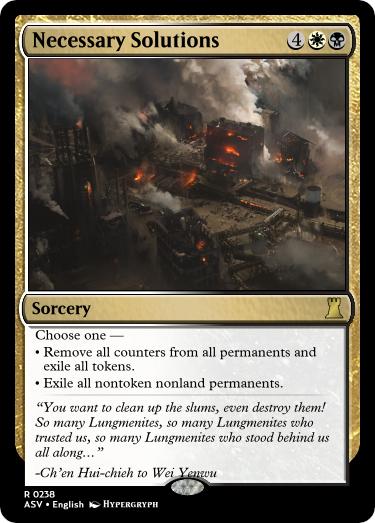 Necessary Solutions 4
Sorcery
Choose one —
• Remove all counters from all permanents and
exile all tokens.
• Exile all nontoken nonland permanents.
“You want to clean up the slums, even destroy them!
So many Lungmenites, so many Lungmenites who
trusted us, so many Lungmenites who stood behind us
all along…”
-Ch’en Hui-chieh to Wei Yenwu
R 0238
ASV • English HYPERGRYPH